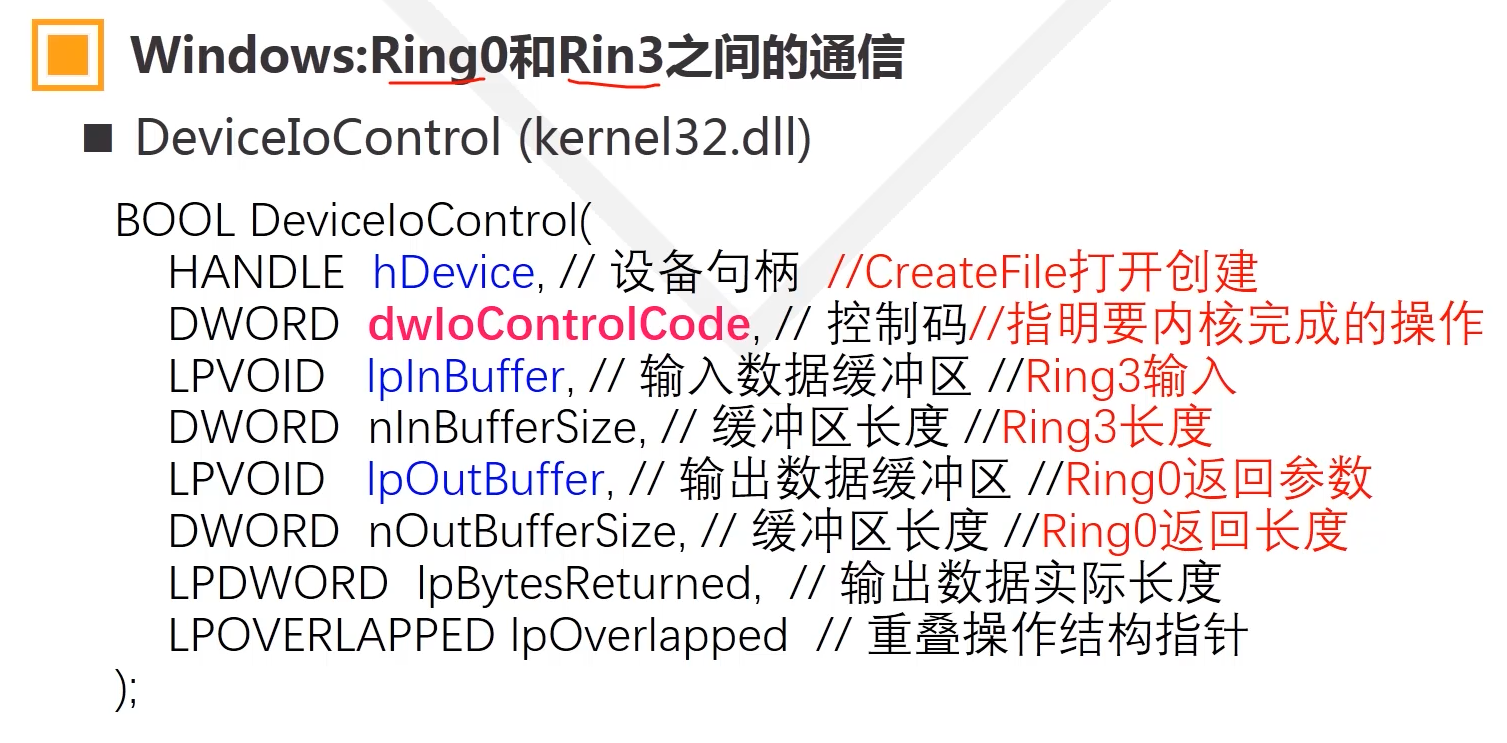 Windows:Ring0和Rin3之间的通信
DeviceIoControl (kernel32.dll)
BOOL DeviceIoControl(
HANDLE hDevice, // 设备句柄 //CreateFile打开创建
DWORD dwIoControlCode, // 控制码//指明要内核完成的操作
LPVOID lpInBuffer, // 输入数据缓冲区 //Ring3输入
DWORD nInBufferSize, // 缓冲区长度 //Ring3长度
LPVOID lpOutBuffer, // 输出数据缓冲区 //Ring0返回参数
DWORD nOutBufferSize, // 缓冲区长度 //Ring0返回长度
LPDWORD lpBytesReturned, // 输出数据实际长度
LPOVERLAPPED lpOverlapped // 重叠操作结构指针
);